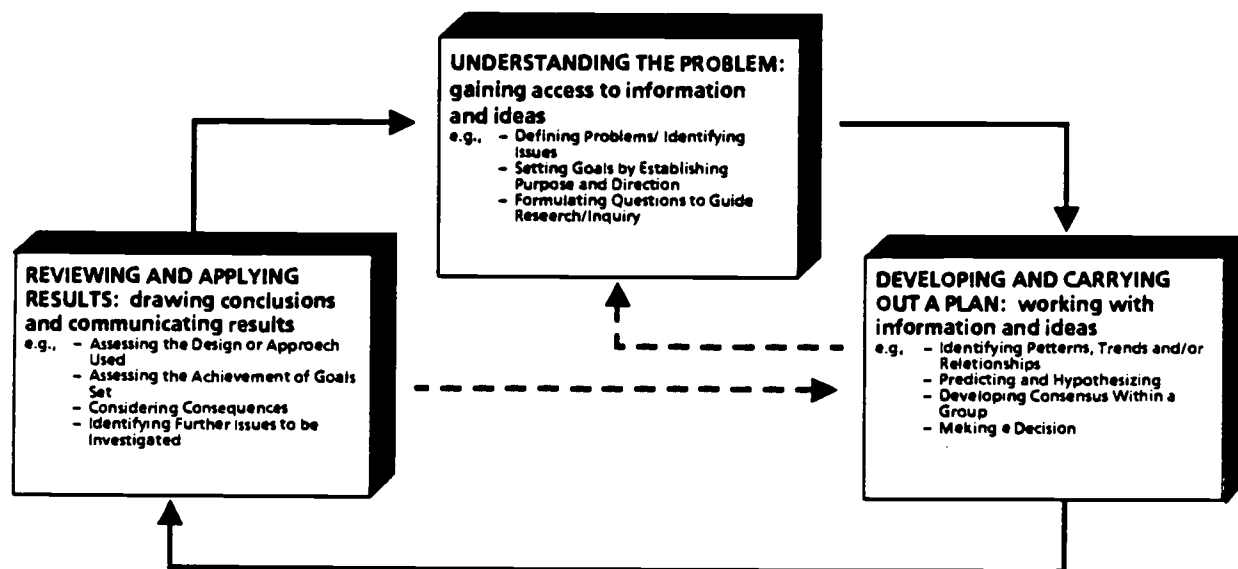 UNDERSTANDING THE PROBLEM:
gaining access to information
and ideas
e.g., – Defining Problems/ Identifying
Issues
– Setting Goals by Establishing
Purpose and Direction
– Formulating Questions to Guide
Research/Inquiry
REVIEWING AND APPLYING
RESULTS: drawing conclusions
and communicating results
e.g., – Assessing the Design or Approach
Used
– Assessing the Achievement of Goals
Set
– Considering Consequences
– Identifying Further Issues to be
Investigated
DEVELOPING AND CARRYING
OUT A PLAN: working with
information and ideas
e.g, – Identifying Patterns, Trends and/or
Relationships
– Predicting and Hypothesizing
– Developing Consensus Within a
Group
– Making a Decision